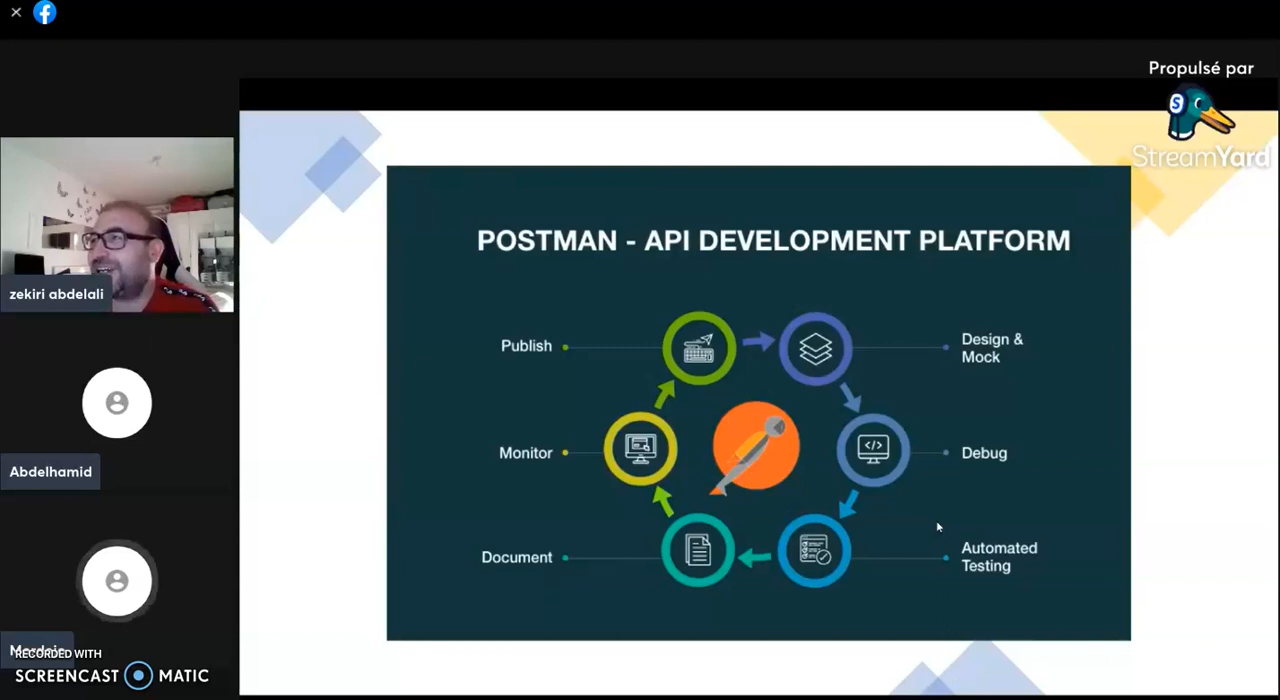 Propulsé par
S
StreamYard
POSTMAN - API DEVELOPMENT PLATFORM
Publish
Design &
Mock
zekiri abdelali
Monitor
Debug
Abdelhamid
Document
Automated
Testing
RECORDED WITH
SCREENCAST MATIC